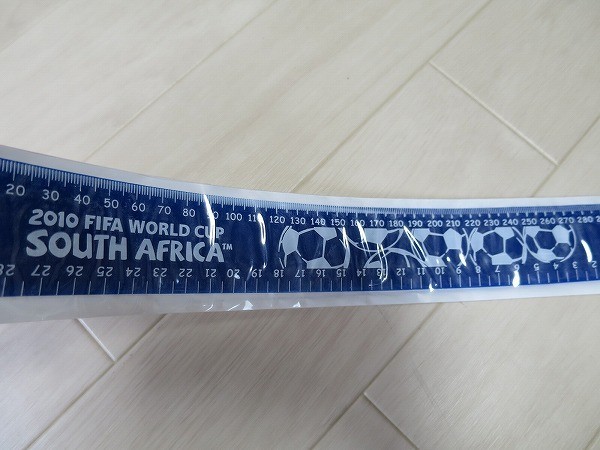 20 30 40 50 60 70 80 90 100 110 120 130 140 150 160 170 180 190 200 210 220 230 240 250 260 270 280
2010 FIFA WORLD CUP
SOUTH AFRICA™
28 27 26 25 24 23 22 21 20 19 18 17 16 15 14 13 12 11 10 9 8 7 6 5 4 3 2